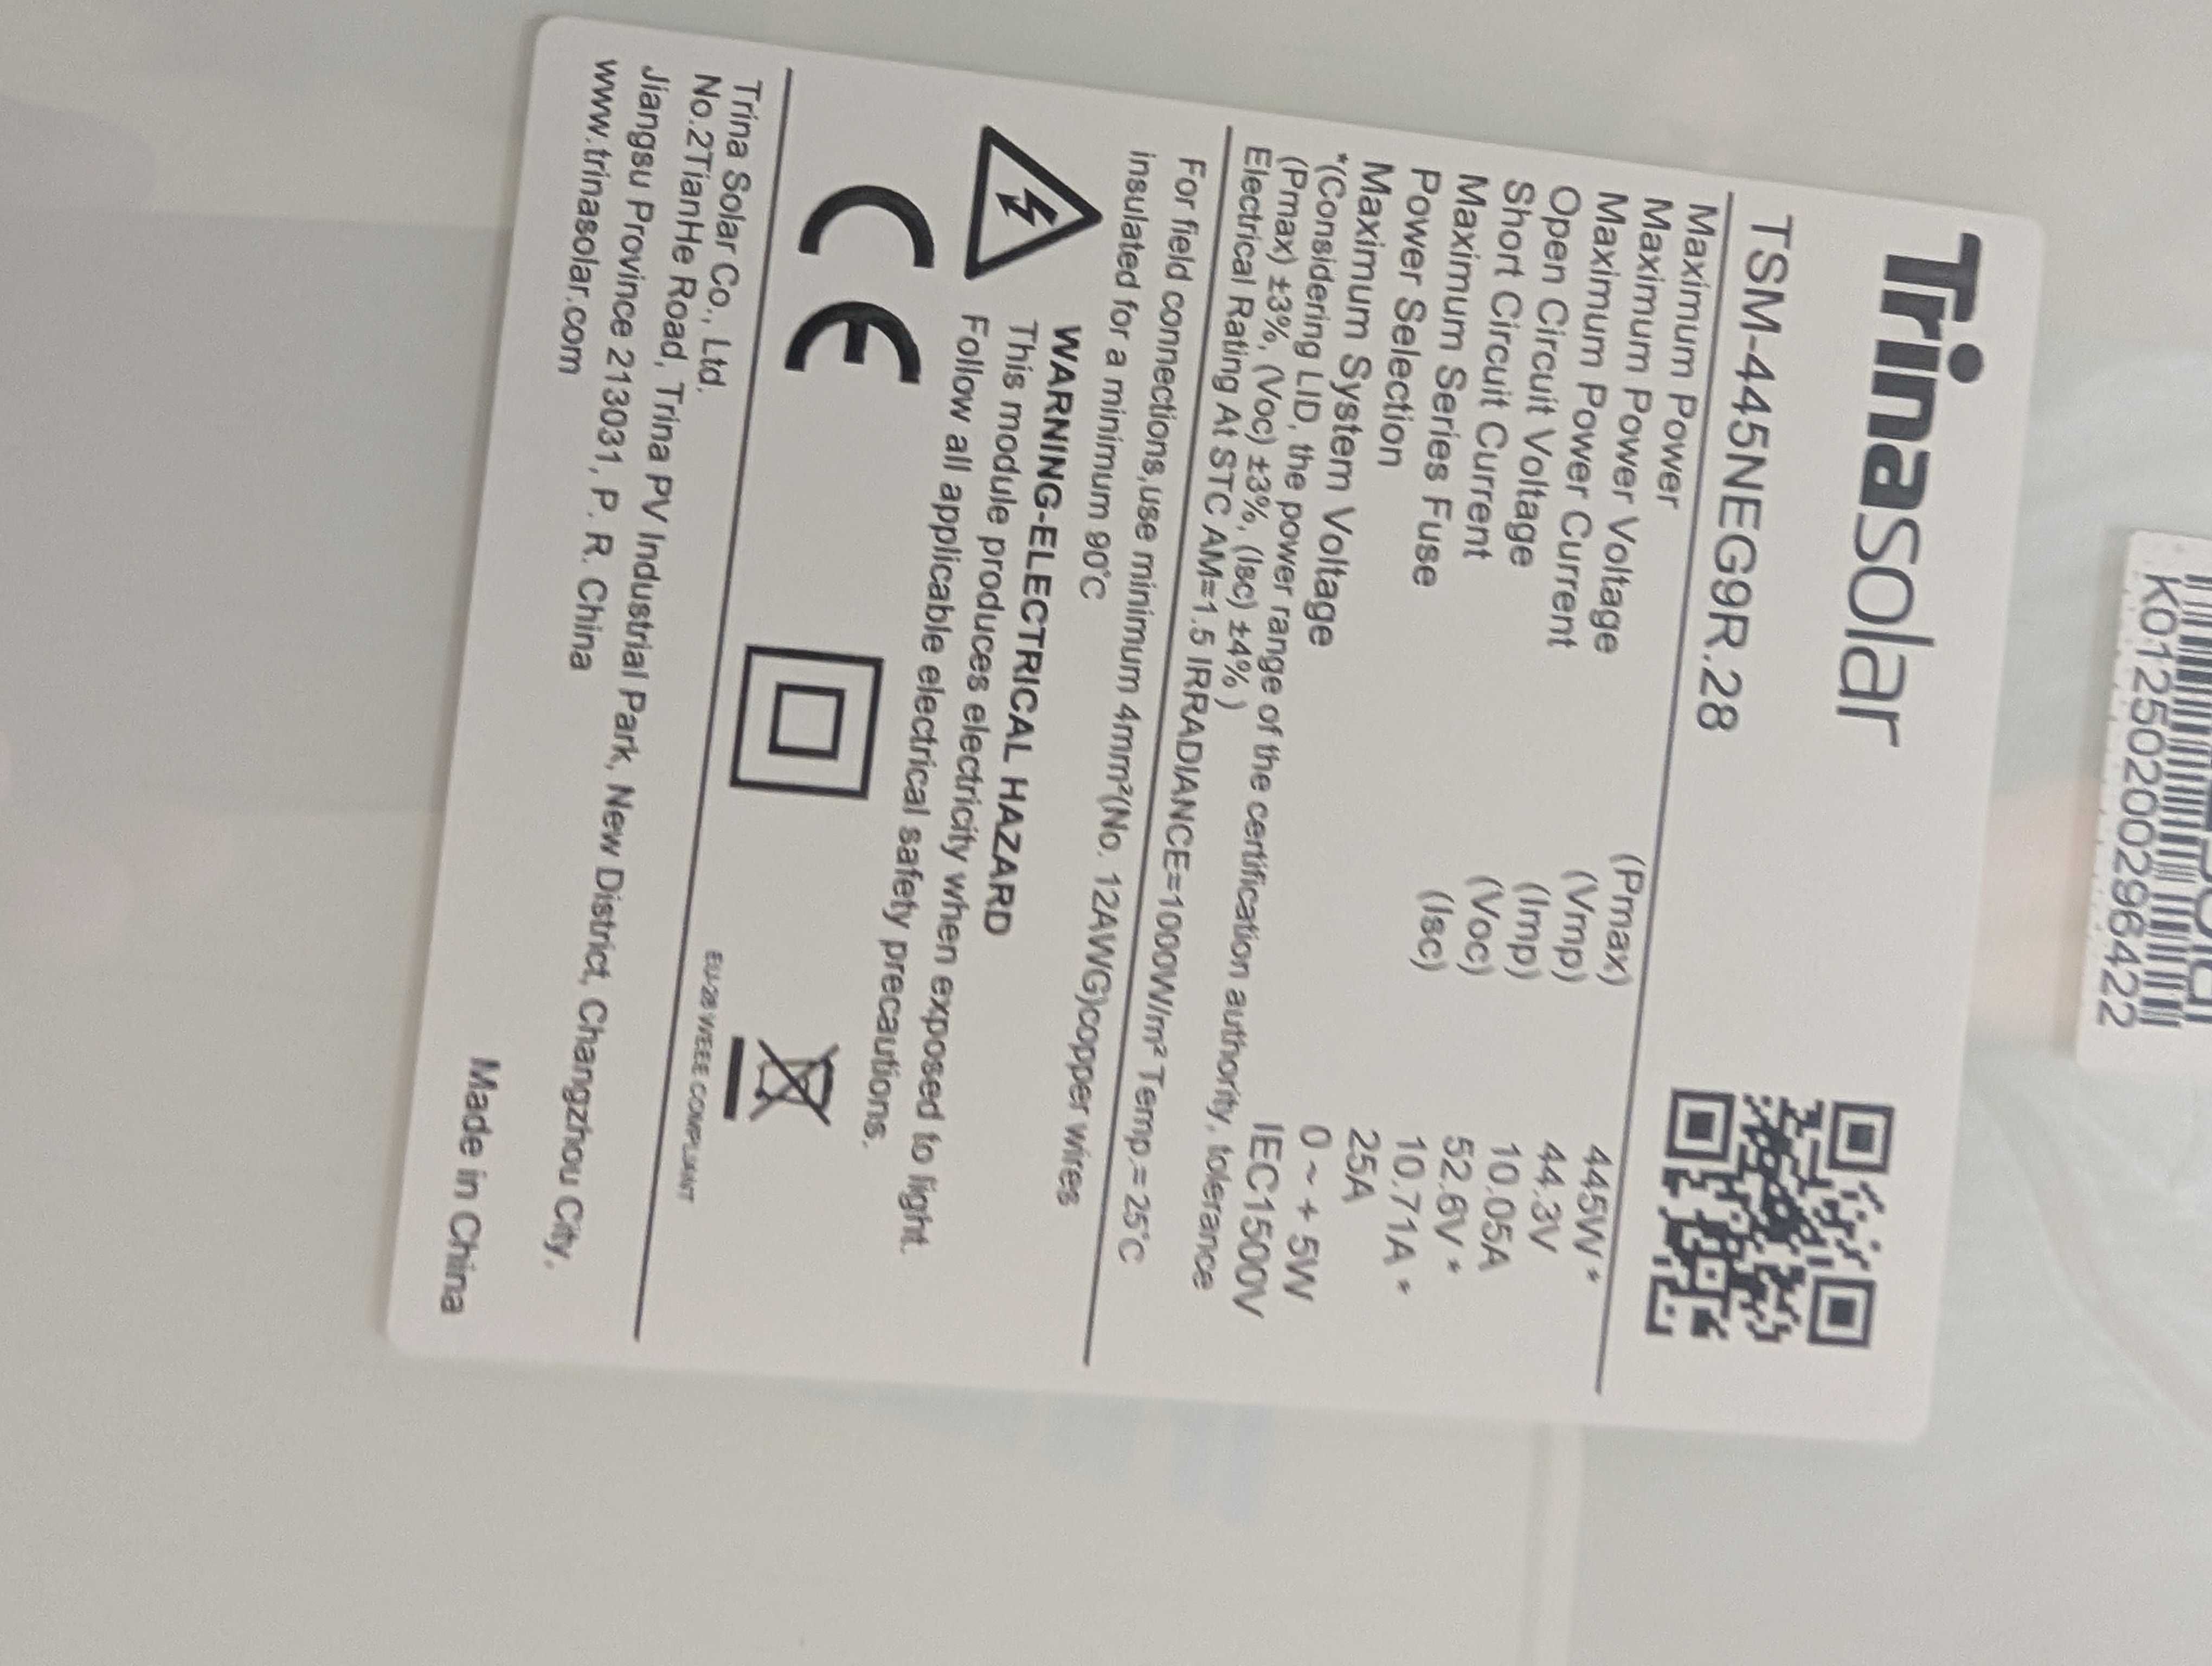 K012502002966422
Trinasolar
TSM-445NEG9R.28
Maximum Power (Pmax) 445W *
Maximum Power
Maximum Power Voltage (Vmp) 44.3V
Maximum Power Current (Imp) 10.05A
Open Circuit Voltage (Voc) 52.6V *
Short Circuit Current (Isc) 10.71A *
Maximum Series Fuse 25A
Power Selection 0 ~ + 5W
Maximum System Voltage IEC1500V
*(Considering LID, the power range of the certification authority, tolerance
(Pmax) ±3%, (Voc) ±3%, (Isc) ±4% )
Electrical Rating At STC AM=1.5 IRRADIANCE=1000W/m² Temp.=25°C
For field connections,use minimum 4mm²(No. 12AWG)copper wires
insulated for a minimum 90°C
WARNNG-ELECTRICAL HAZARD
This module produces electricity when exposed to light.
Follow all applicable electrical safety precautions.
CE
EU-28 WEEE COMPLIANT
Trina Solar Co., Ltd.
No.2TianHe Road, Trina PV Industrial Park, New District, Changzhou City,
Jiangsu Province 213031, P. R. China
www.trinasolar.com
Made in China